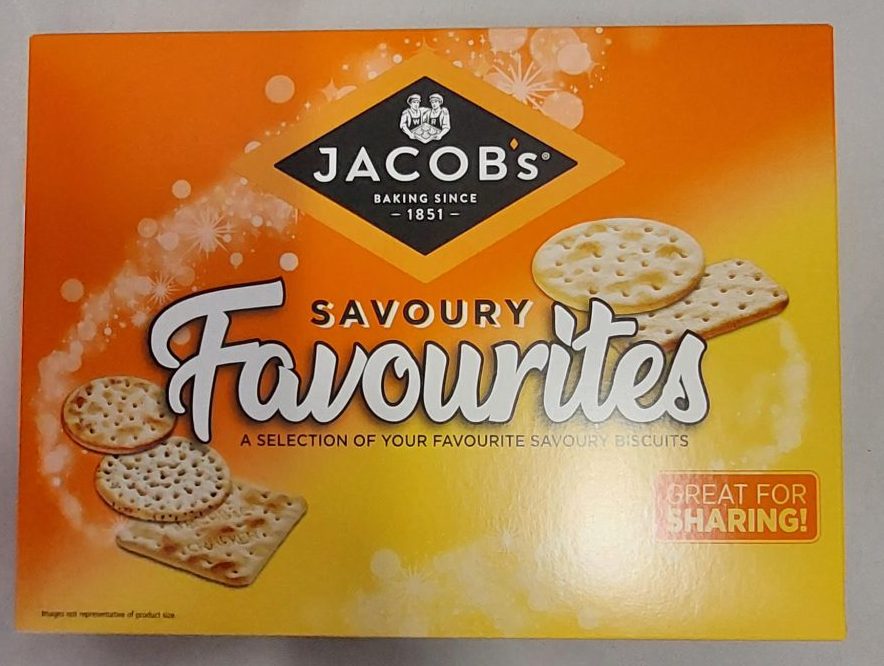 W R
JACOB's®
BAKING SINCE
– 1851 –
SAVOURY
Favourites
A SELECTION OF YOUR FAVOURITE SAVOURY BISCUITS
GREAT FOR
SHARING!
Images not representative of product size.